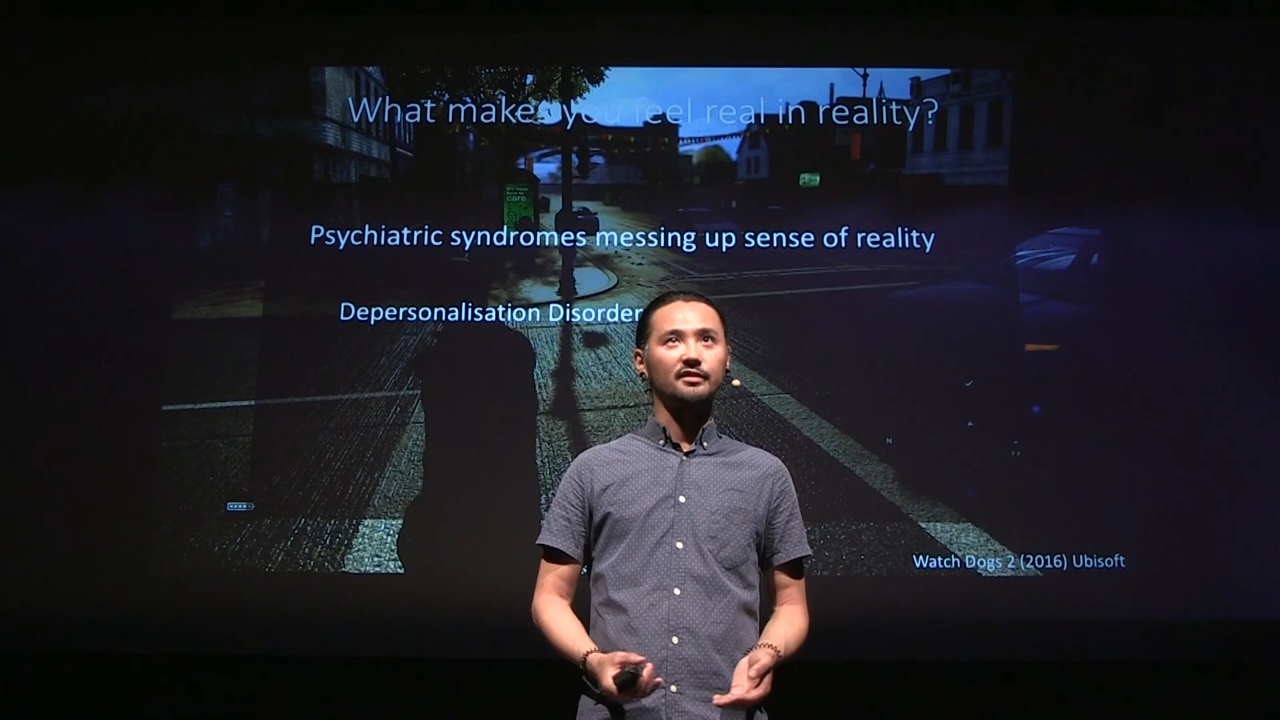 What makes you feel real in reality?
care
Psychiatric syndromes messing up sense of reality
Depersonalisation Disorder
N
Watch Dogs 2 (2016) Ubisoft